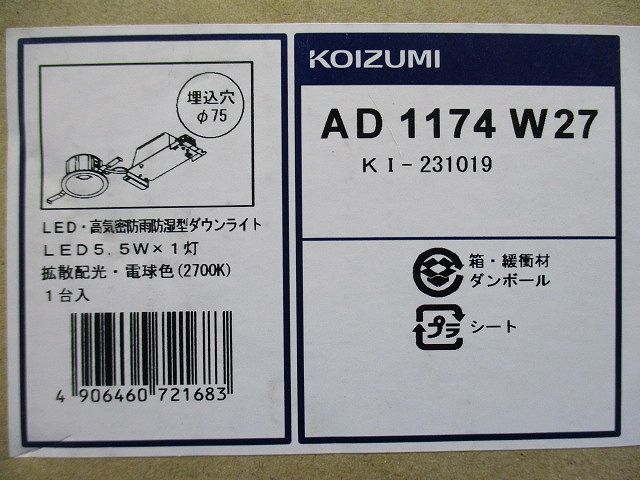 埋込穴
φ75
LED・高気密防雨防湿型ダウンライト
LED5.5W×1灯
拡散配光・電球色(2700K)
1台入
4 906460 721683
KOIZUMI
AD 1174 W27
KI-231019
箱・緩衝材
ダンボール
プラ
シート